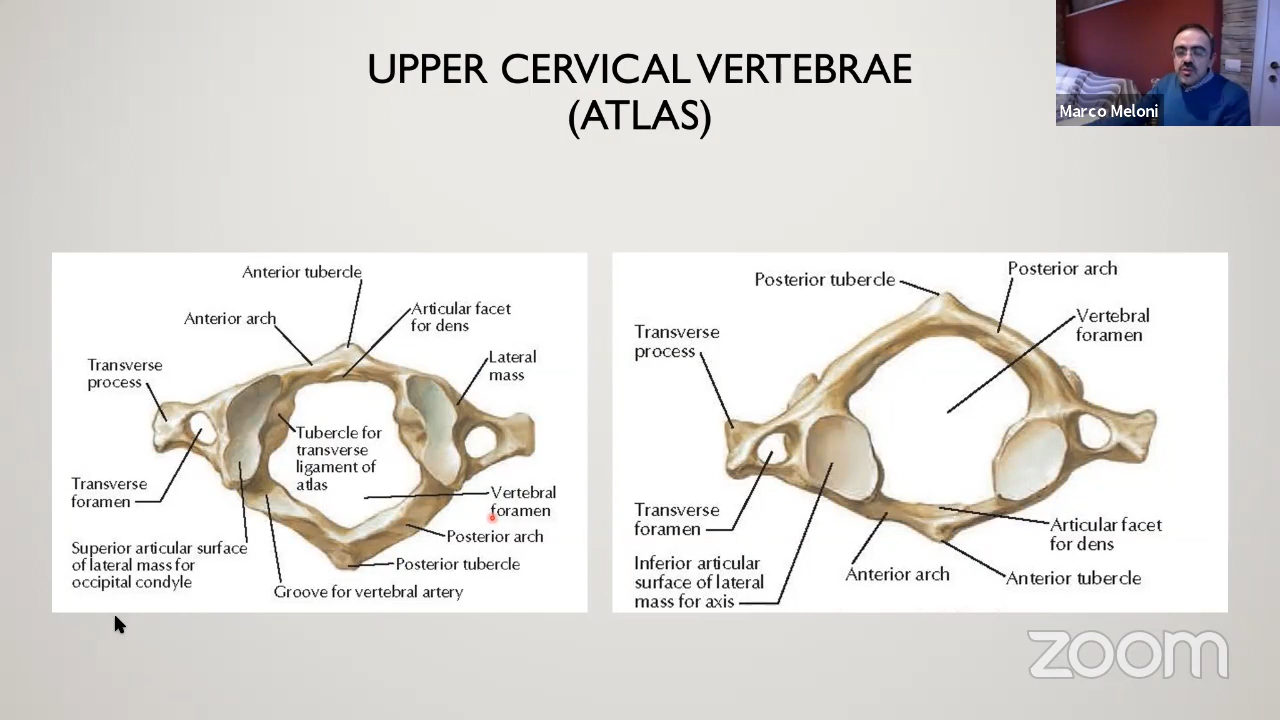 UPPER CERVICAL VERTEBRAE
(ATLAS)
Marco Meloni
Anterior tubercle
Articular facet
for dens
Anterior arch
Lateral
mass
Transverse
process
Tubercle for
transverse
ligament of
atlas
Transverse
foramen
Vertebral
foramen
Posterior arch
Superior articular surface
of lateral mass for
occipital condyle
Posterior tubercle
Groove for vertebral artery
Posterior tubercle
Posterior arch
Vertebral
foramen
Transverse
process
Transverse
foramen
Articular facet
for dens
Inferior articular
surface of lateral
mass for axis
Anterior arch
Anterior tubercle
zoom